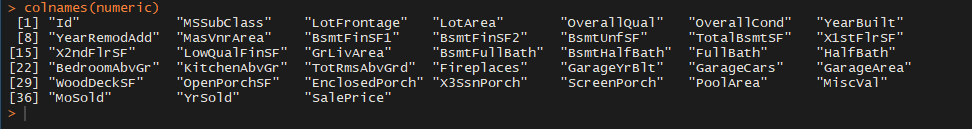 > colnames(numeric)
[1] "Id" "MSSubClass" "LotFrontage" "LotArea" "OverallQual" "OverallCond" "YearBuilt"
[8] "YearRemodAdd" "MasVnrArea" "BsmtFinSF1" "BsmtFinSF2" "BsmtUnfSF" "TotalBsmtSF" "X1stFlrSF"
[15] "X2ndFlrSF" "LowQualFinSF" "GrLivArea" "BsmtFullBath" "BsmtHalfBath" "FullBath" "HalfBath"
[22] "BedroomAbvGr" "KitchenAbvGr" "TotRmsAbvGrd" "Fireplaces" "GarageYrBlt" "GarageCars" "GarageArea"
[29] "WoodDeckSF" "OpenPorchSF" "EnclosedPorch" "X3SsnPorch" "ScreenPorch" "PoolArea" "MiscVal"
[36] "MoSold" "YrSold" "SalePrice"
>